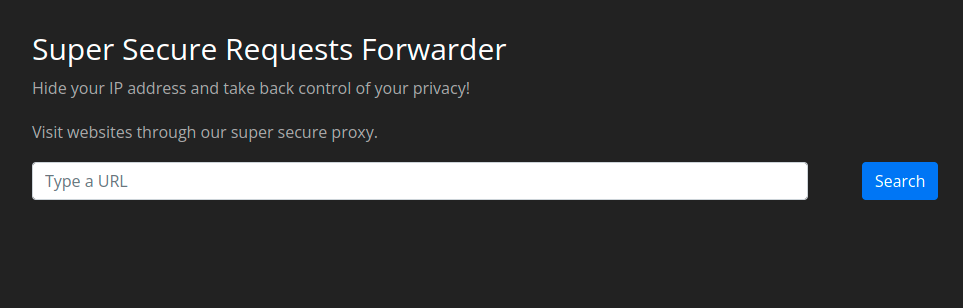 Super Secure Requests Forwarder
Hide your IP address and take back control of your privacy!
Visit websites through our super secure proxy.
Type a URL
Search